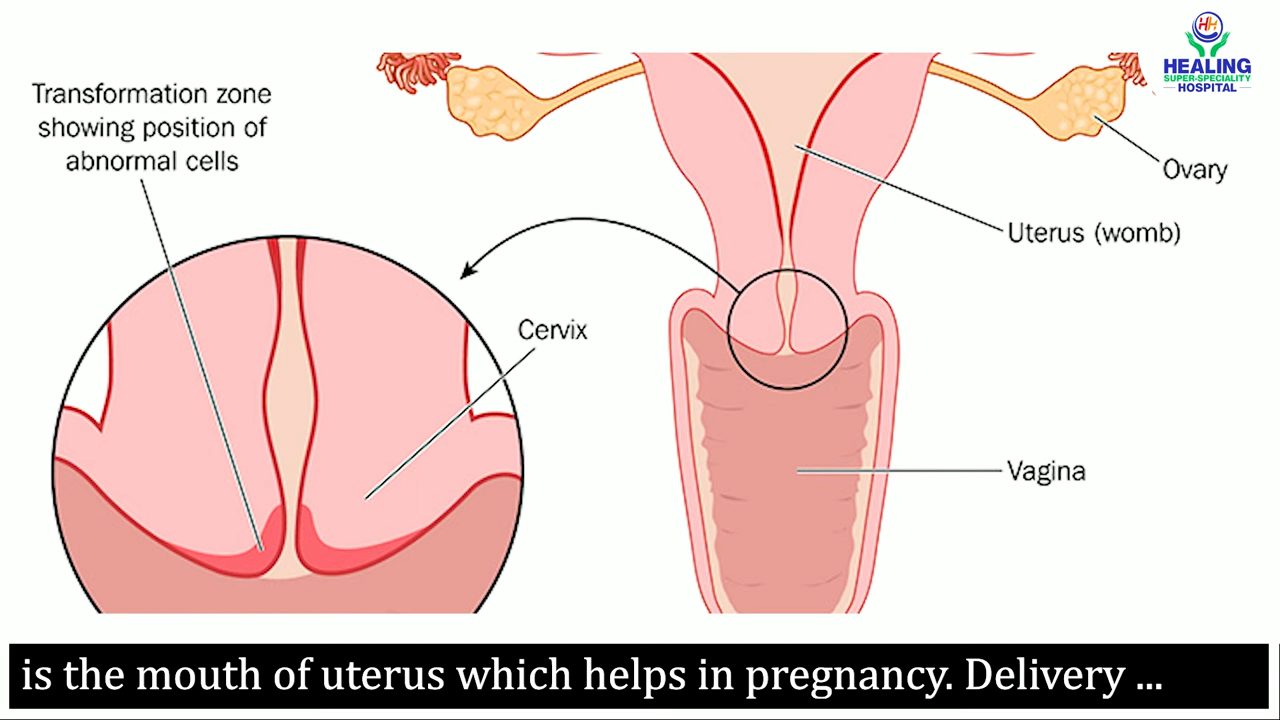 HM
HEALING
SUPER-SPECIALITY
HOSPITAL
Transformation zone
showing position of
abnormal cells
Ovary
Uterus (womb)
Cervix
Vagina
is the mouth of uterus which helps in pregnancy. Delivery ...